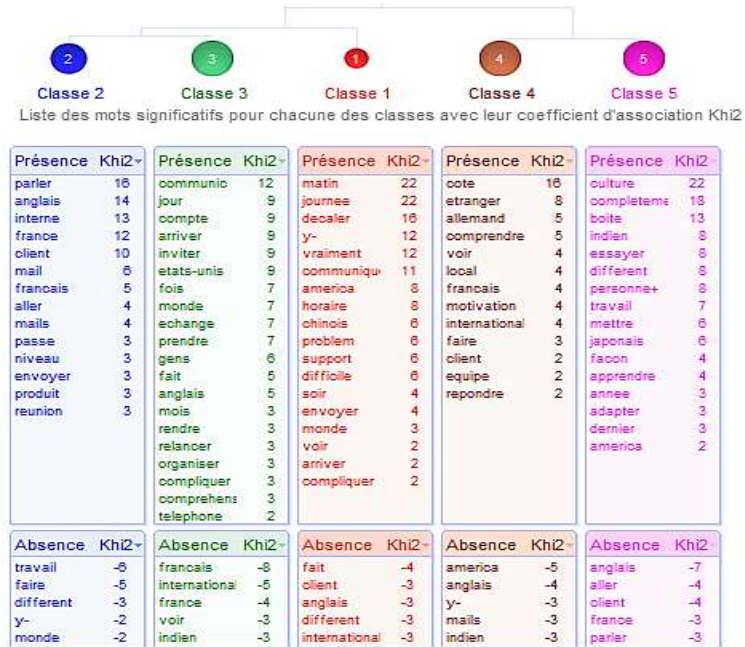 2 3 1 4 5
Classe 2 Classe 3 Classe 1 Classe 4 Classe 5
Liste des mots significatifs pour chacune des classes avec leur coefficient d'association Khi2
Présence Khi2
parler 16
anglais 14
interne 13
france 12
client 10
mail 6
francais 5
aller 4
mails 4
passe 3
niveau 3
envoyer 3
produit 3
reunion 3
Présence Khi2
communic 12
jour 9
compte 9
arriver 9
inviter 9
etats-unis 9
fois 7
monde 7
echange 7
prendre 7
gens 6
fait 5
anglais 5
mois 3
rendre 3
relancer 3
organiser 3
compliquer 3
comprehens 3
telephone 2
Présence Khi2
matin 22
journee 22
decaler 16
y- 12
vraiment 12
communiqu 11
america 8
horaire 8
chinois 6
problem 6
support 6
difficile 6
soir 4
envoyer 4
monde 3
voir 2
arriver 2
compliquer 2
Présence Khi2
cote 16
etranger 8
allemand 5
comprendre 5
voir 4
local 4
francais 4
motivation 4
international 4
faire 3
client 2
equipe 2
repondre 2
Présence Khi2
culture 22
completeme 18
boite 13
indien 8
essayer 8
different 8
personne+ 8
travail 7
mettre 6
japonais 6
facon 4
apprendre 4
annee 3
adapter 3
dernier 3
america 2
Absence Khi2
travail -6
faire -5
different -3
y- -2
monde -2
Absence Khi2
francais -8
international -5
france -4
voir -3
indien -3
Absence Khi2
fait -4
client -3
anglais -3
different -3
international -3
Absence Khi2
america -5
anglais -4
y- -3
mails -3
indien -3
Absence Khi2
anglais -7
aller -4
client -4
france -3
parler -3